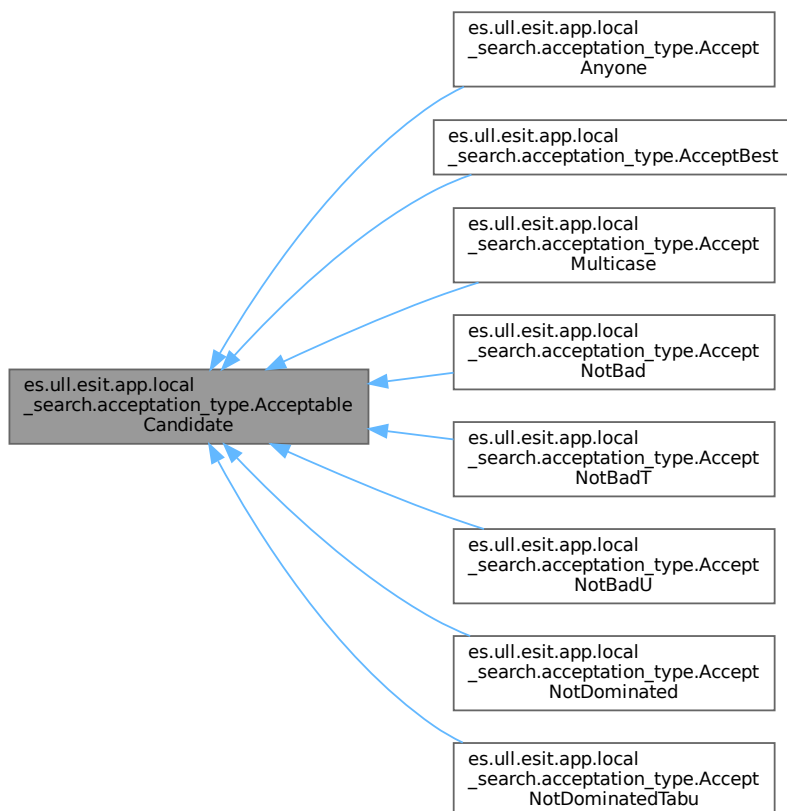 es.ull.esit.app.local
_search.acceptation_type.Accept
Anyone
es.ull.esit.app.local
_search.acceptation_type.AcceptBest
es.ull.esit.app.local
_search.acceptation_type.Accept
Multicase
es.ull.esit.app.local
_search.acceptation_type.Accept
NotBad
es.ull.esit.app.local
_search.acceptation_type.Acceptable
Candidate
es.ull.esit.app.local
_search.acceptation_type.Accept
NotBadT
es.ull.esit.app.local
_search.acceptation_type.Accept
NotBadU
es.ull.esit.app.local
_search.acceptation_type.Accept
NotDominated
es.ull.esit.app.local
_search.acceptation_type.Accept
NotDominatedTabu